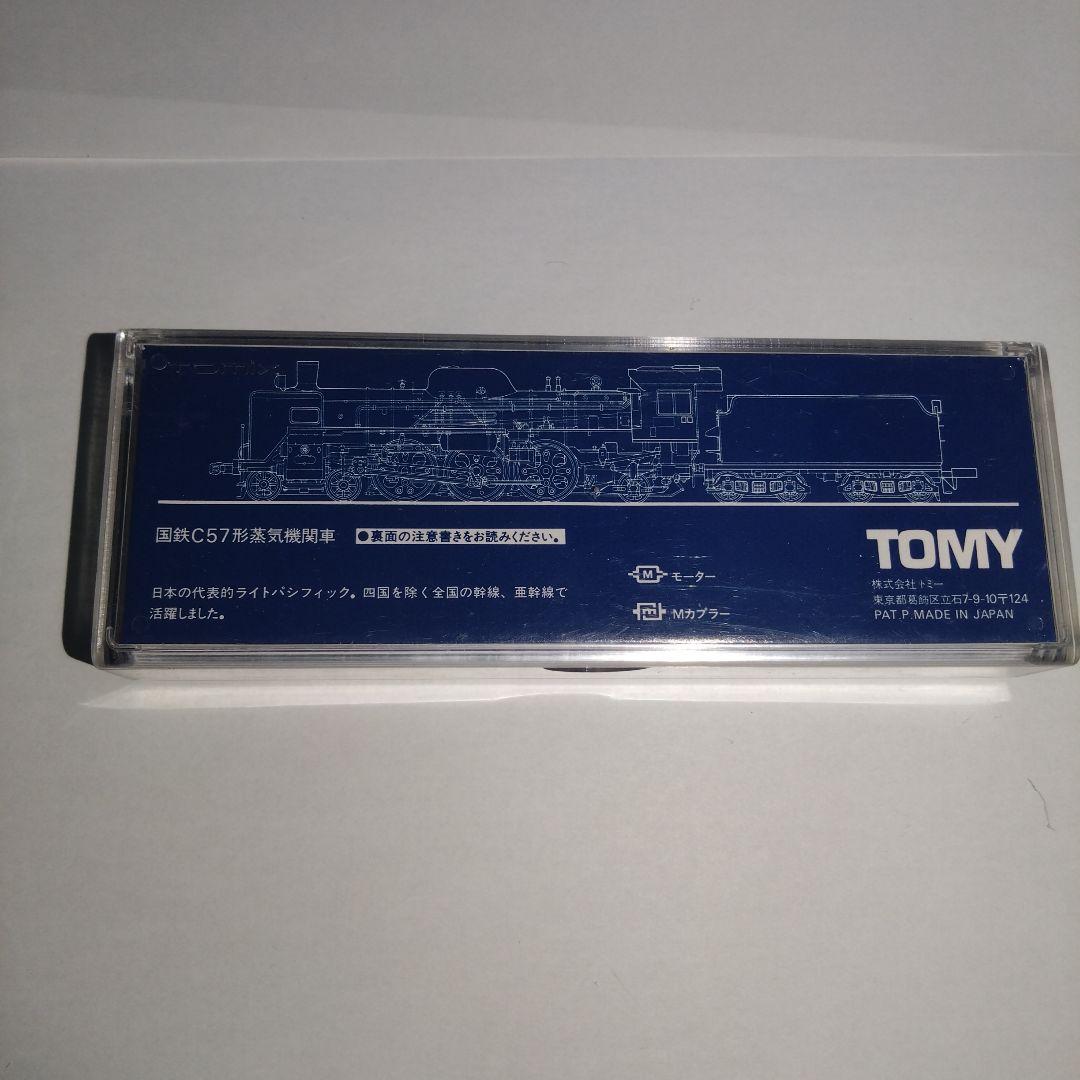 TOMIX
国鉄C57形蒸気機関車 ●裏面の注意書きをお読みください。
日本の代表的ライトパシフィック。四国を除く全国の幹線、亜幹線で
活躍しました。
M モーター
m Mカプラー
TOMY
株式会社トミー
東京都葛飾区立石7-9-10〒124
PAT.P.MADE IN JAPAN